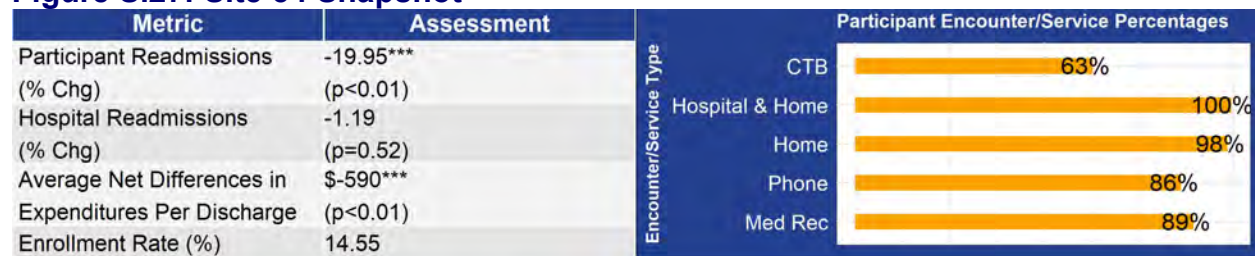 Metric Assessment
Participant Readmissions -19.95***
(% Chg) (p<0.01)
Hospital Readmissions -1.19
(% Chg) (p=0.52)
Average Net Differences in $-590***
Expenditures Per Discharge (p<0.01)
Enrollment Rate (%) 14.55
Participant Encounter/Service Percentages
Encounter/Service Type
CTB 63%
Hospital & Home 100%
Home 98%
Phone 86%
Med Rec 89%